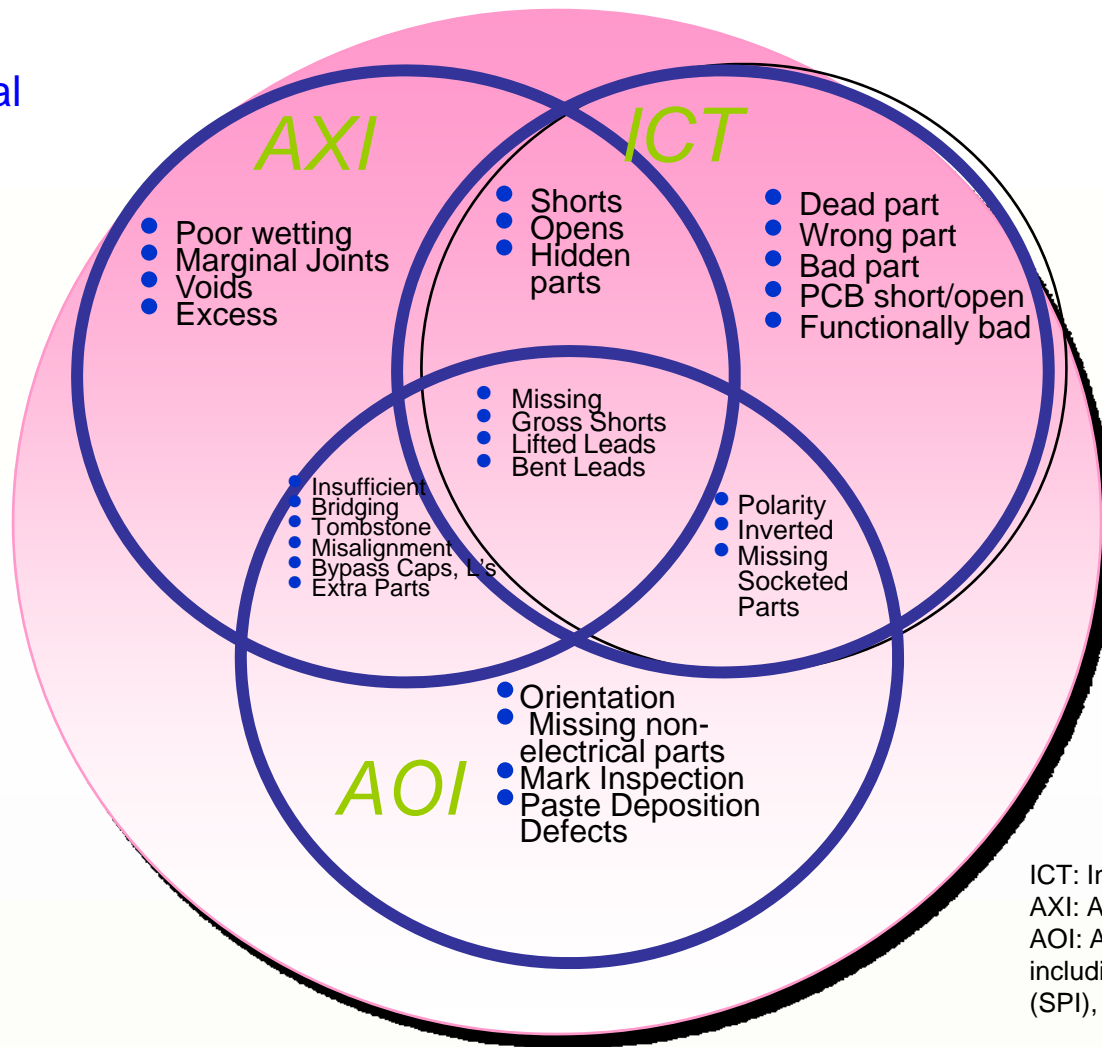 al
AXI
ICT
Poor wetting
Marginal Joints
Voids
Excess
Shorts
Opens
Hidden
parts
Dead part
Wrong part
Bad part
PCB short/open
Functionally bad
Missing
Gross Shorts
Lifted Leads
Bent Leads
Insufficient
Bridging
Tombstone
Misalignment
Bypass Caps, L's
Extra Parts
Polarity
Inverted
Missing
Socketed
Parts
AOI
Orientation
Missing non-
electrical parts
Mark Inspection
Paste Deposition
Defects
ICT: I
AXI: A
AOI: A
includi
(SPI),